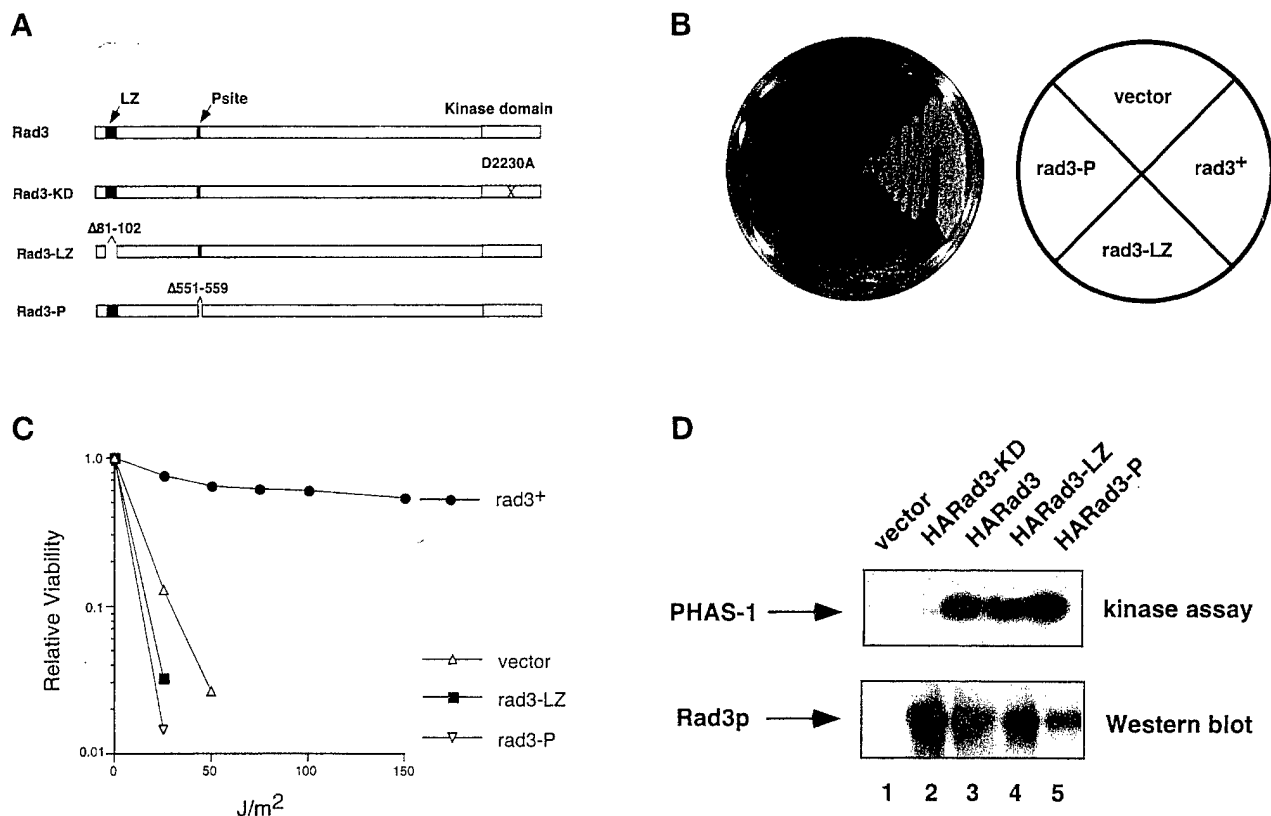 A
LZ
Psite
Kinase domain
Rad3
D2230A
Rad3-KD
Δ81-102
Rad3-LZ
Δ551-559
Rad3-P
B
vector
rad3-P
rad3+
rad3-LZ
C
1.0
0.1
0.01
Relative Viability
0
50
100
150
J/m2
rad3+
vector
rad3-LZ
rad3-P
D
vector
HARad3-KD
HARad3
HARad3-LZ
HARad3-P
PHAS-1
kinase assay
Rad3p
Western blot
1 2 3 4 5